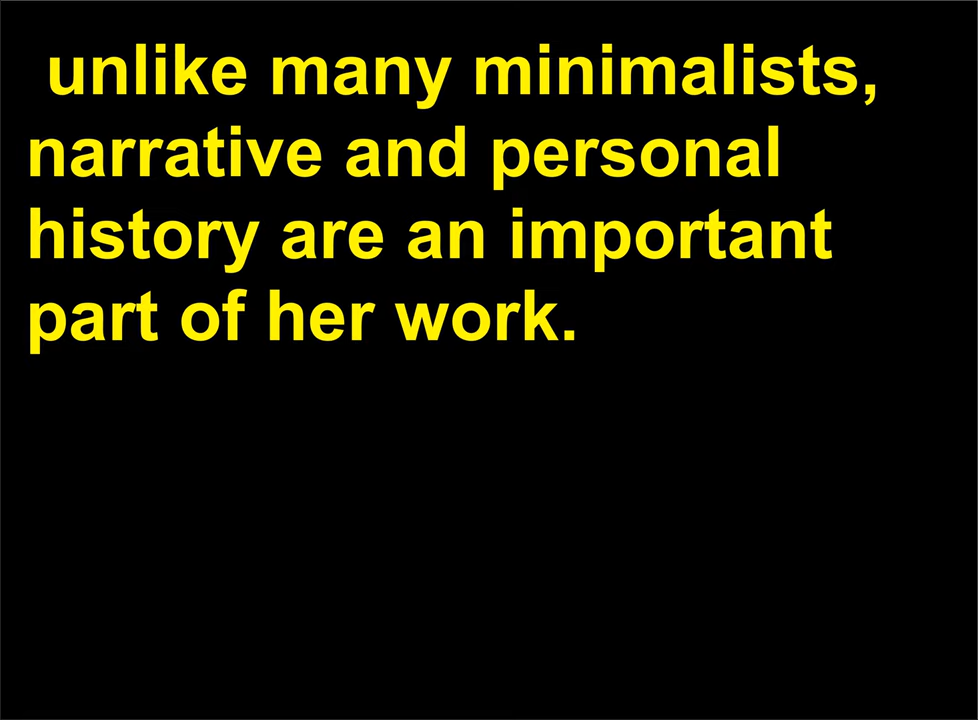 unlike many minimalists,
narrative and personal
history are an important
part of her work.